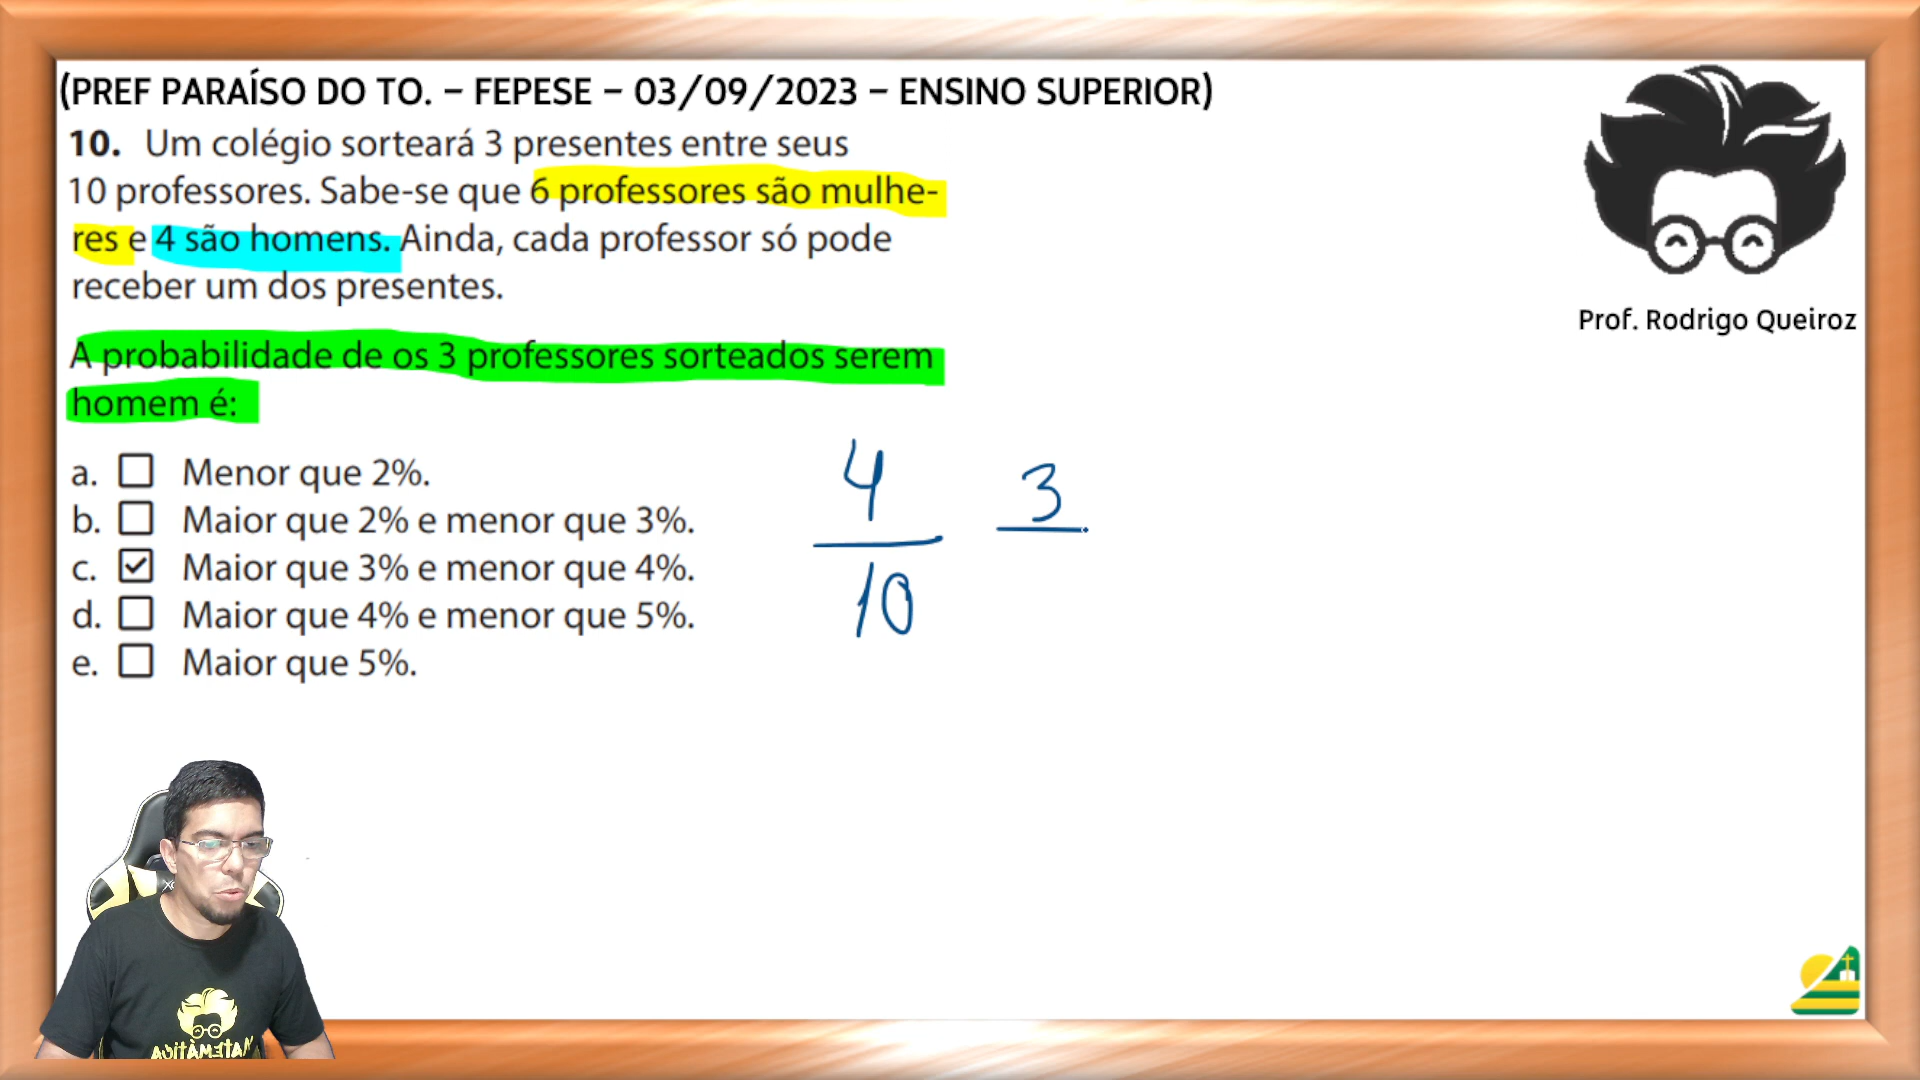 (PREF PARAÍSO DO TO. – FEPESE – 03/09/2023 – ENSINO SUPERIOR)
10. Um colégio sorteará 3 presentes entre seus
10 professores. Sabe-se que 6 professores são mulhe-
res e 4 são homens. Ainda, cada professor só pode
receber um dos presentes.
A probabilidade de os 3 professores sorteados serem
homem é:
a. Menor que 2%.
b. Maior que 2% e menor que 3%.
c. Maior que 3% e menor que 4%.
d. Maior que 4% e menor que 5%.
e. Maior que 5%.
4 3
10
Prof. Rodrigo Queiroz